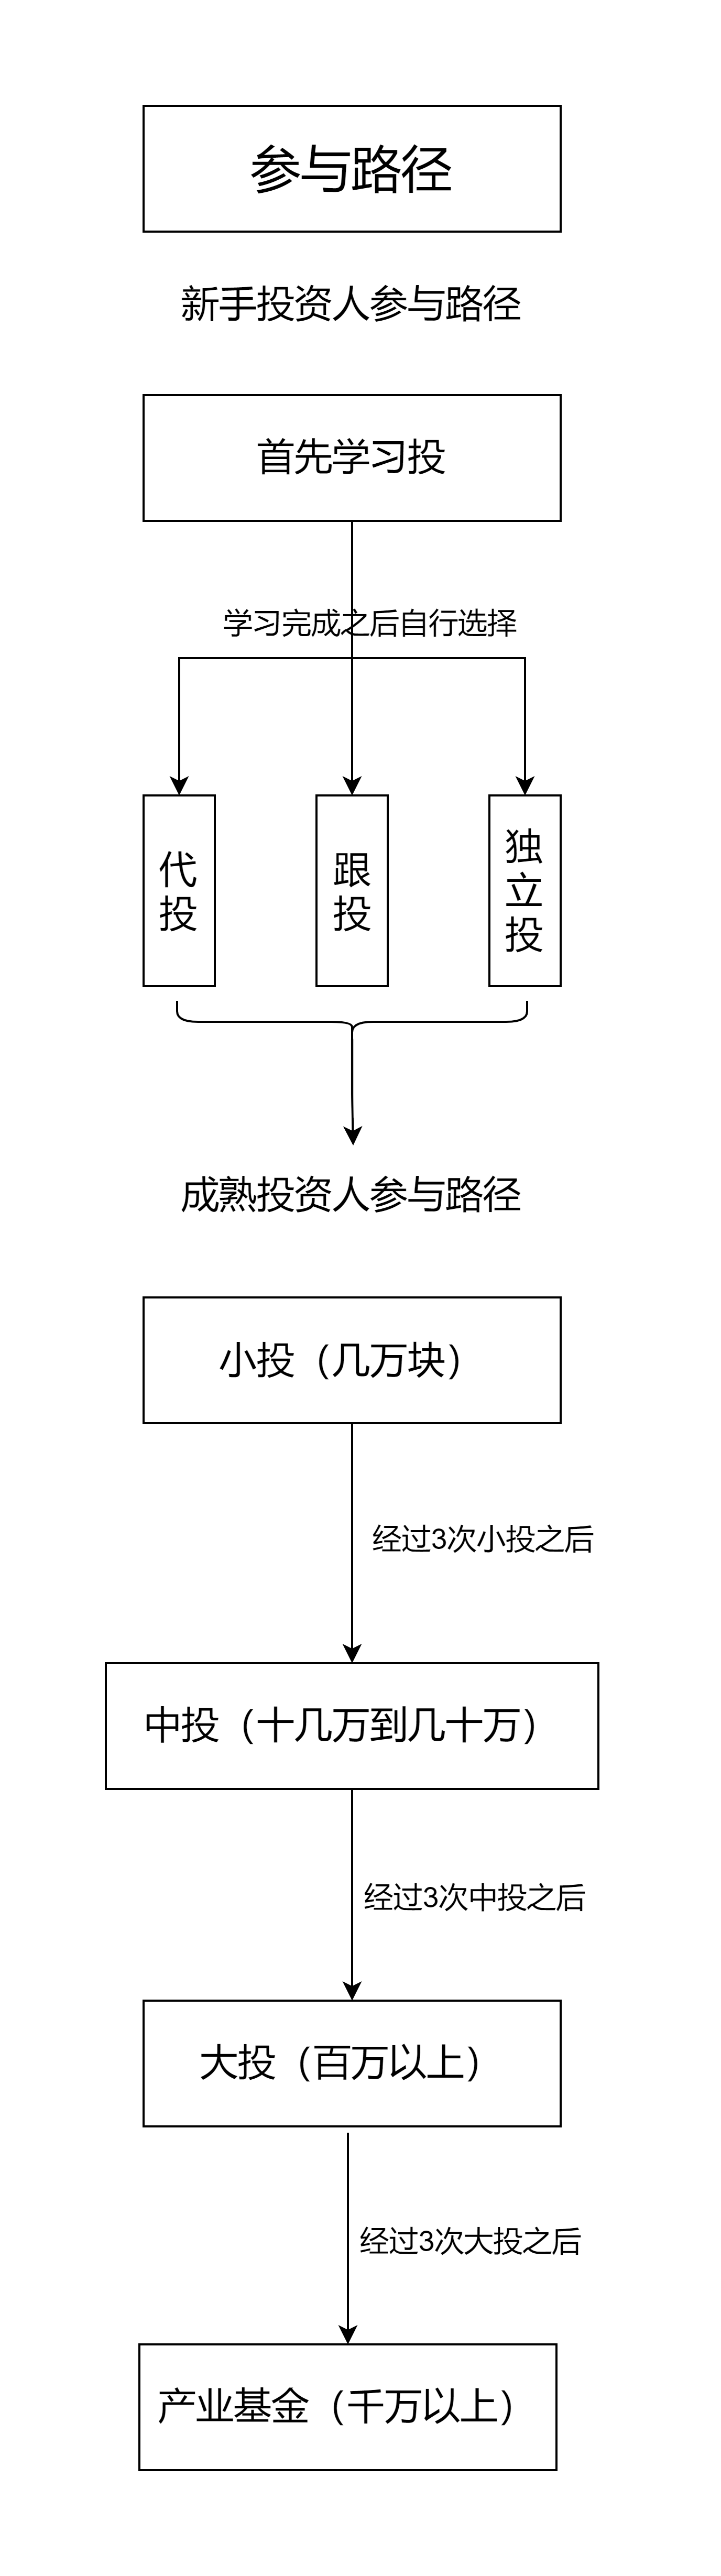 参与路径
新手投资人参与路径
首先学习投
学习完成之后自行选择
代投
跟投
独立投
成熟投资人参与路径
小投（几万块）
经过3次小投之后
中投（十几万到几十万）
经过3次中投之后
大投（百万以上）
经过3次大投之后
产业基金（千万以上）